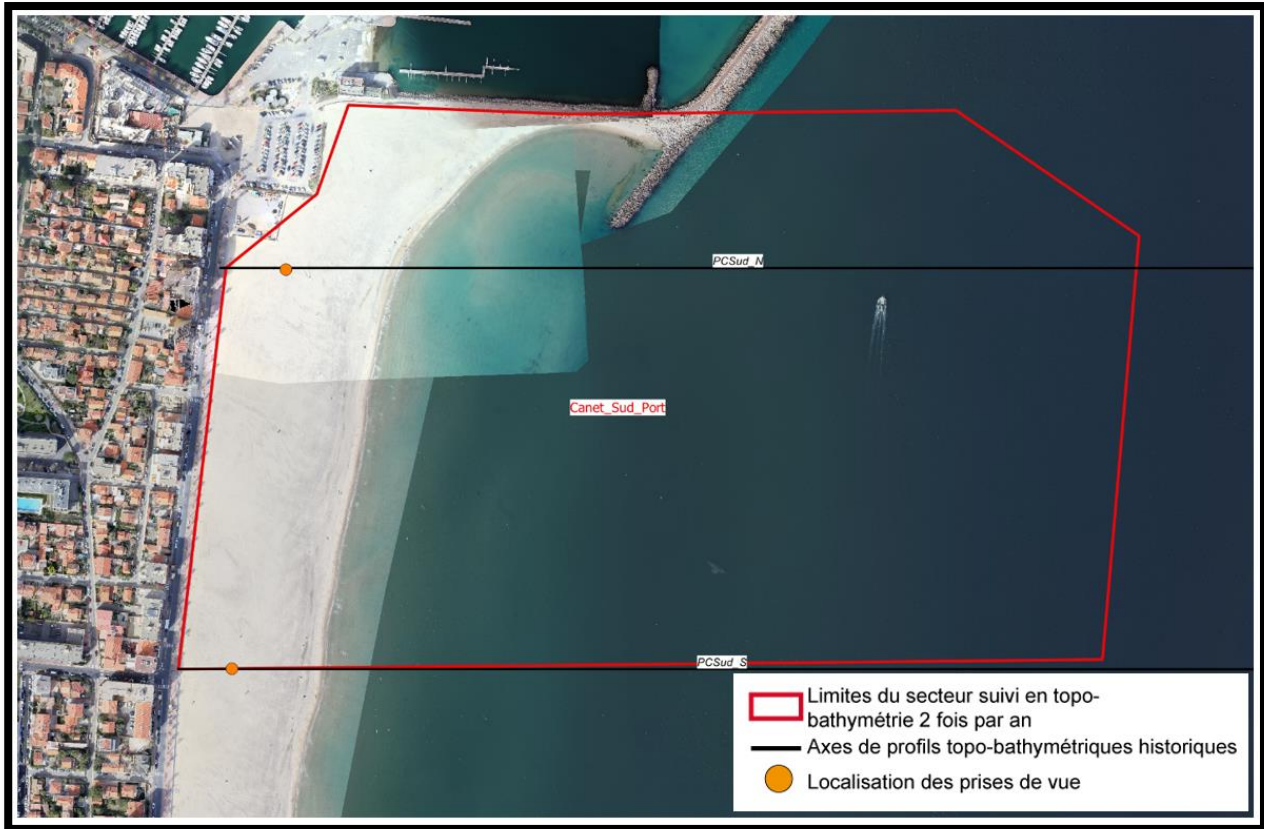 PCSud_N
Canet_Sud_Port
PCSud_S
Limites du secteur suivi en topo-
bathymétrie 2 fois par an
Axes de profils topo-bathymétriques historiques
Localisation des prises de vue